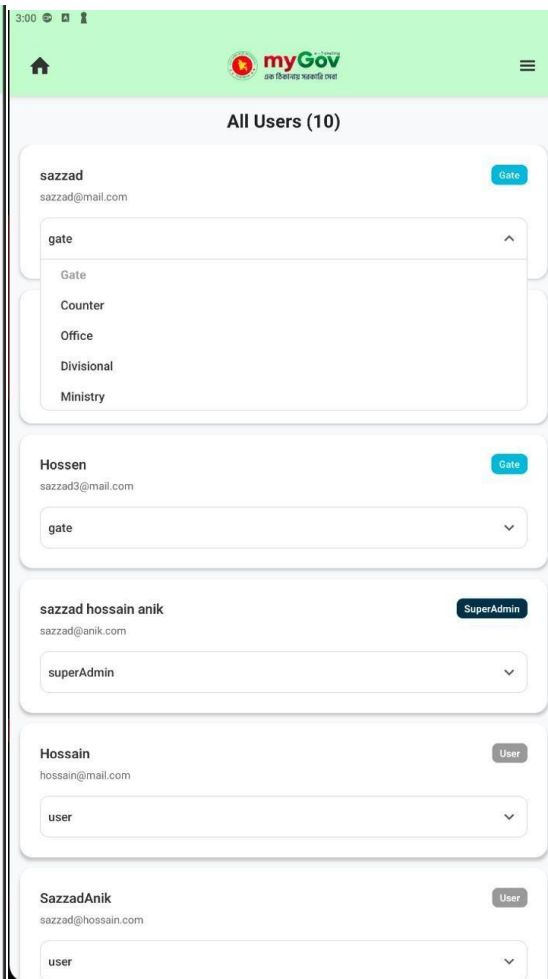 3:00
e-Ticketing
myGov
এক ঠিকানায় সরকারি সেবা
All Users (10)
sazzad
Gate
sazzad@mail.com
gate
Gate
Counter
Office
Divisional
Ministry
Hossen
Gate
sazzad3@mail.com
gate
sazzad hossain anik
SuperAdmin
sazzad@anik.com
superAdmin
Hossain
User
hossain@mail.com
user
SazzadAnik
User
sazzad@hossain.com
user